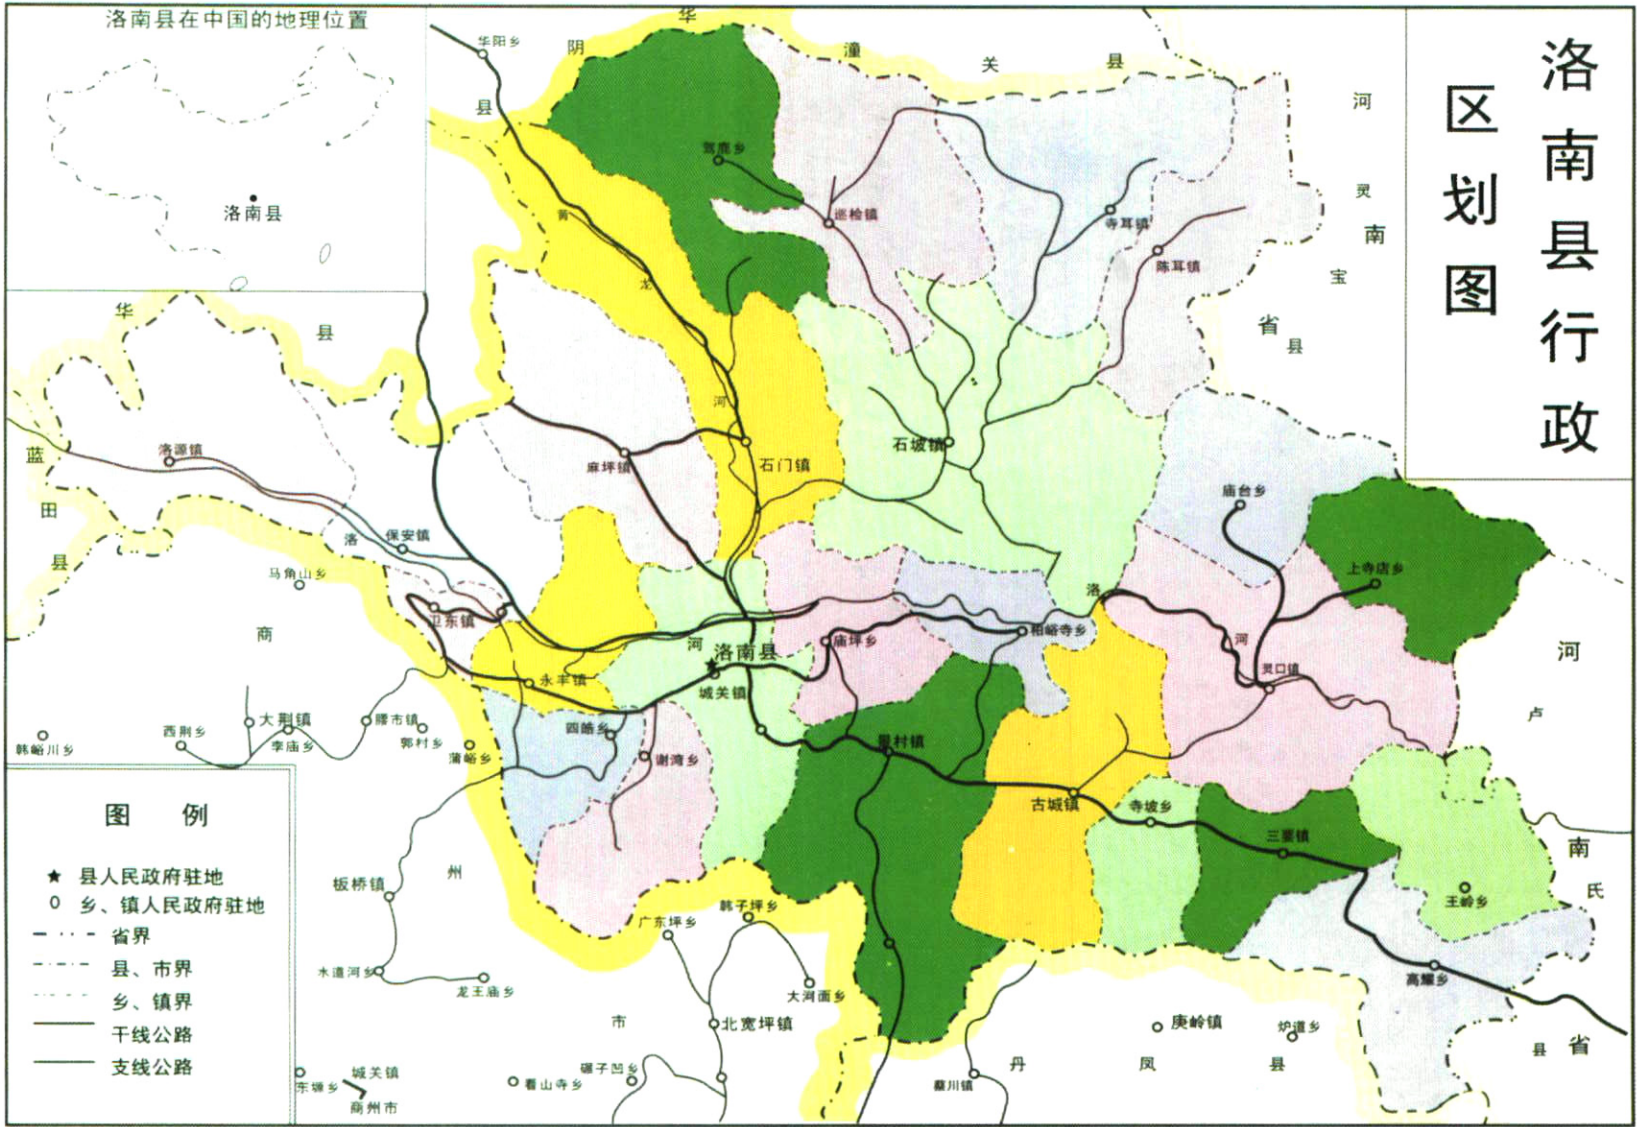 洛南县行政
区划图
洛南县在中国的地理位置
洛南县
华阳乡
华
阴
县
潼
关
县
河
南
省
灵
宝
县
驾鹿乡
巡检镇
寺耳镇
陈耳镇
黄
龙
河
华
县
蓝
田
县
洛源镇
保安镇
洛
麻坪镇
石门镇
石坡镇
庙台乡
上寺店乡
马角山乡
卫东镇
商
河
洛南县
城关镇
庙坪乡
柏峪寺乡
洛
河
灵口镇
永丰镇
四皓乡
谢湾乡
景村镇
古城镇
寺坡乡
三要镇
王岭乡
高耀乡
河
卢
南
氏
县
省
韩峪川乡
西荆乡
大荆镇
李庙乡
腰市镇
郭村乡
蒲峪乡
板桥镇
州
水道河乡
龙王庙乡
广东坪乡
韩子坪乡
大河面乡
北宽坪镇
市
碾子凹乡
看山寺乡
东塬乡
城关镇
商州市
蔡川镇
庾岭镇
炉道乡
丹
凤
县
图 例
县人民政府驻地
乡、镇人民政府驻地
省界
县、市界
乡、镇界
干线公路
支线公路